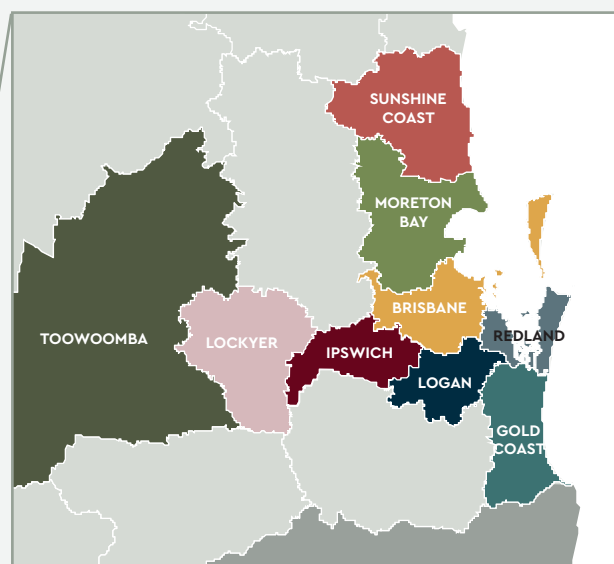 SUNSHINE
COAST
MORETON
BAY
BRISBANE
REDLAND
TOOWOOMBA
LOCKYER
IPSWICH
LOGAN
GOLD
COAST